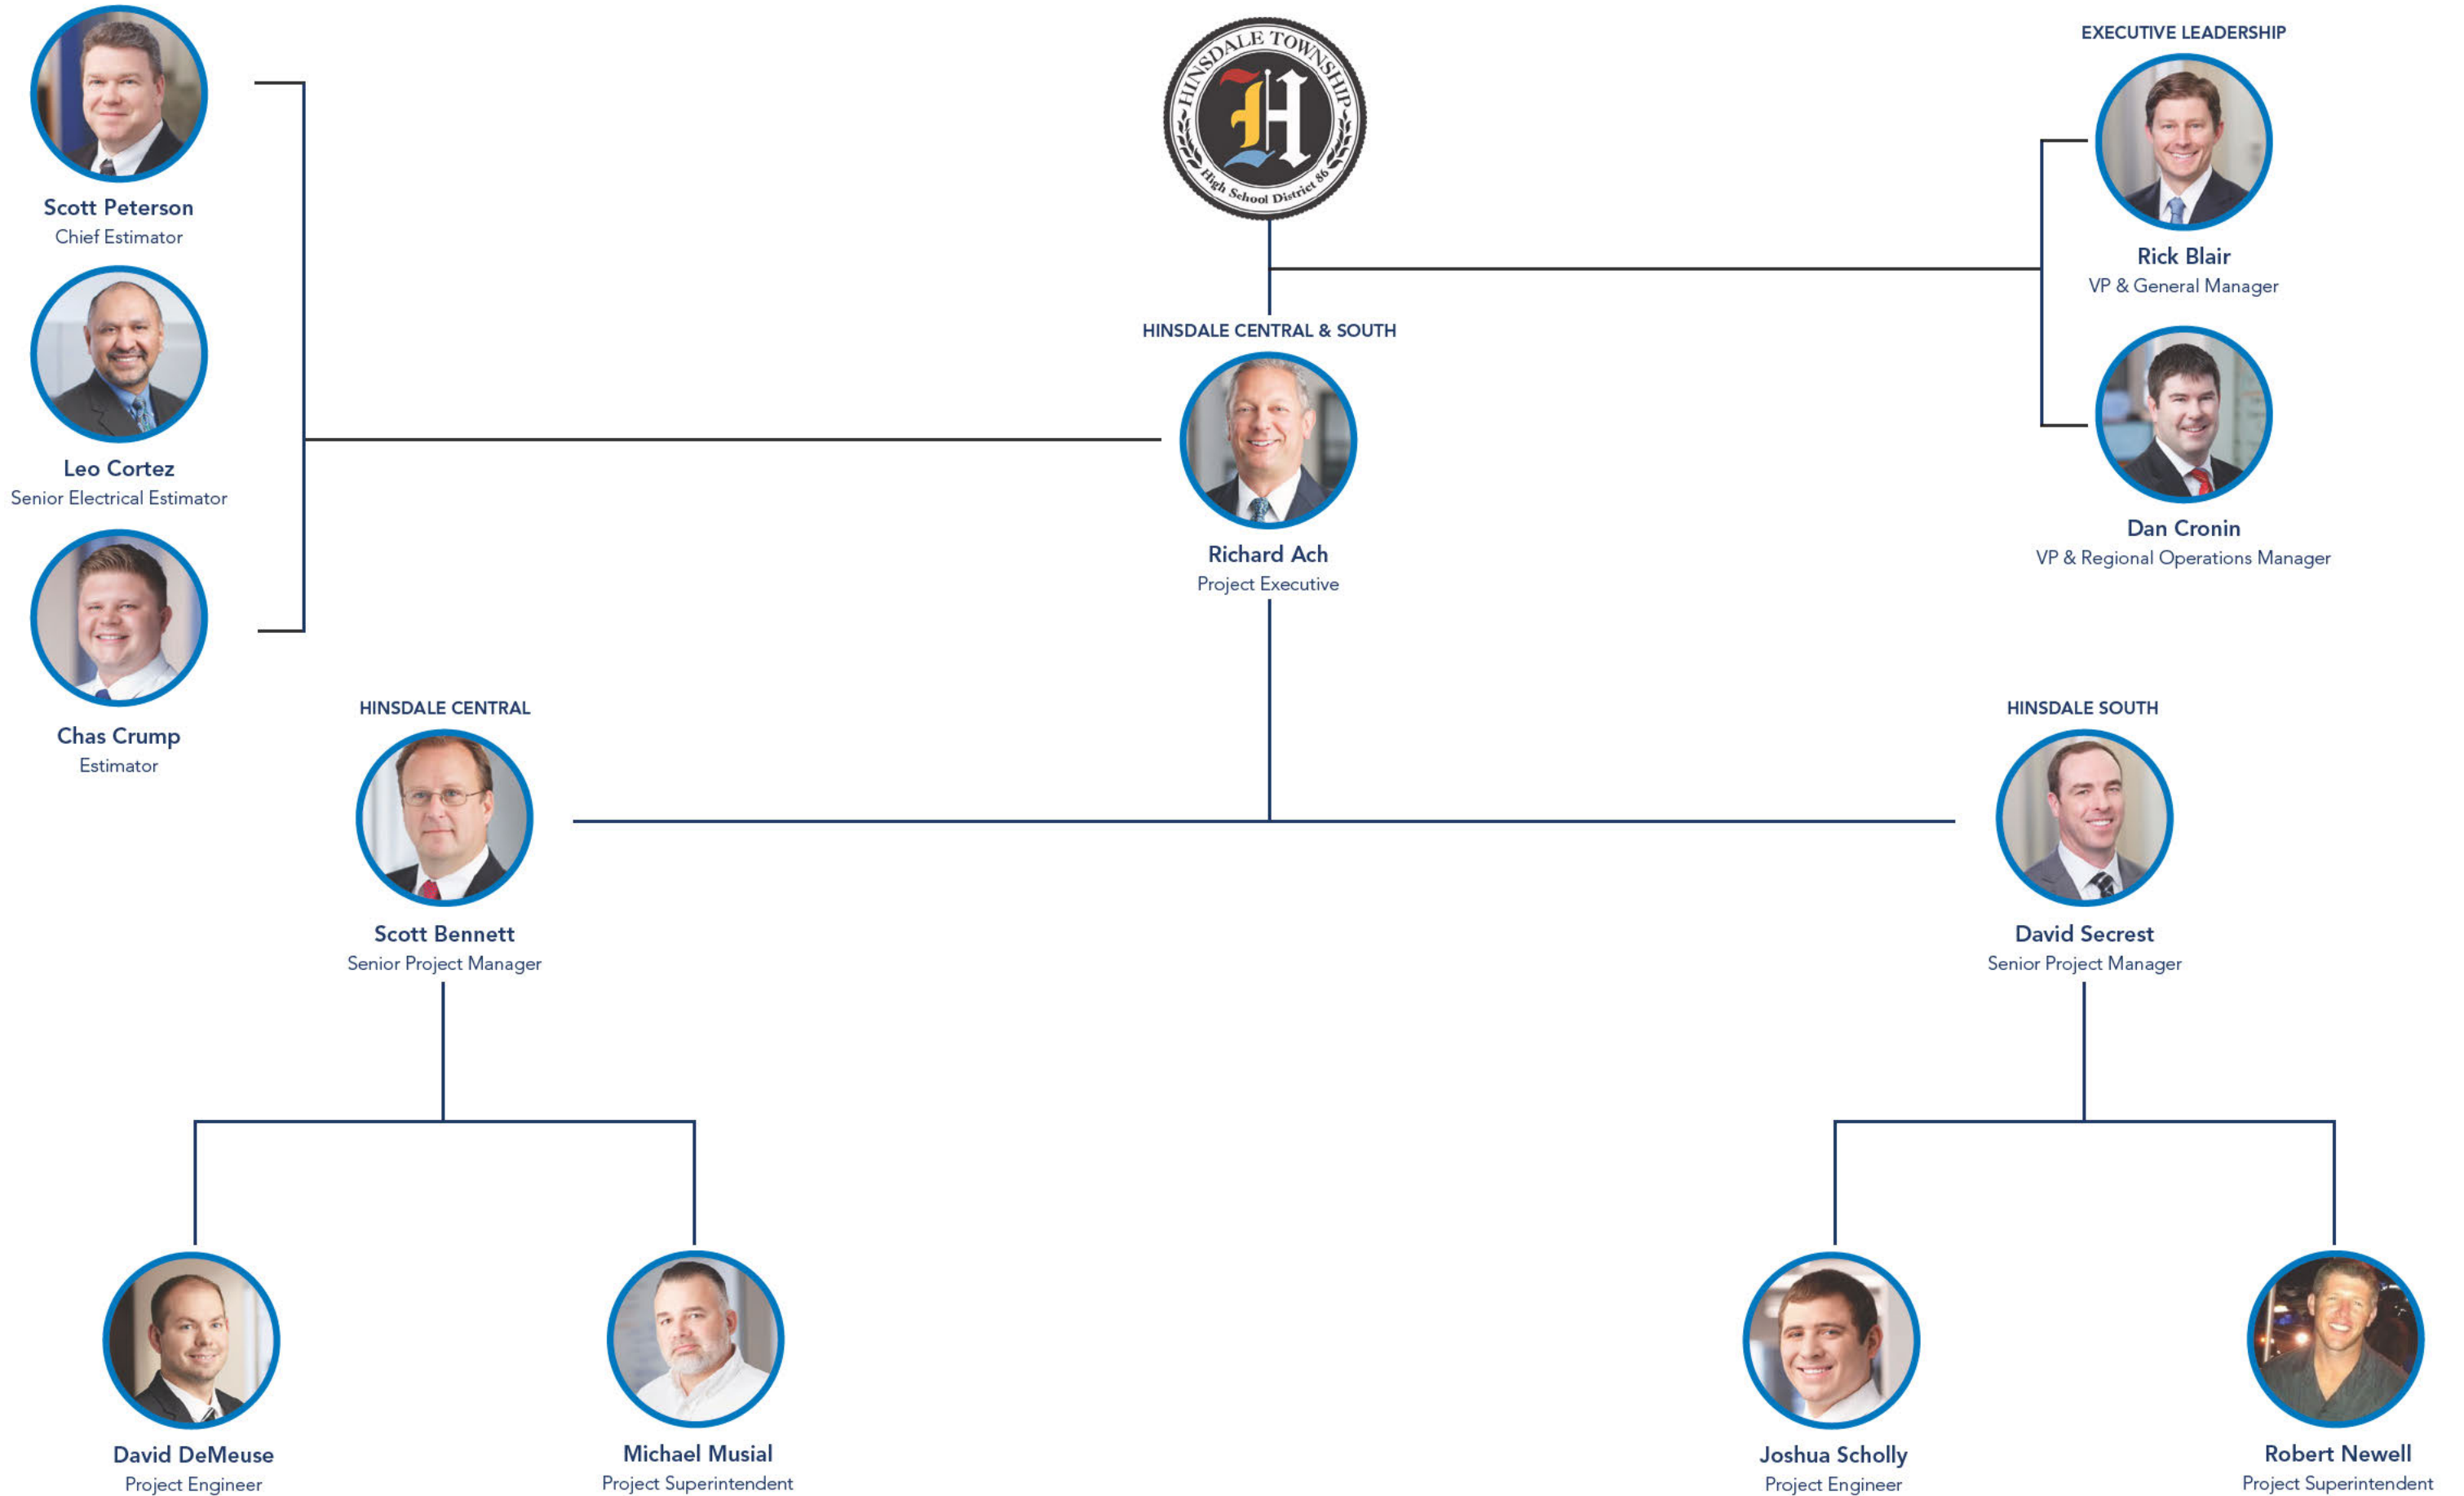 HINSDALE TOWNSHIP
High School District 86
EXECUTIVE LEADERSHIP
Rick Blair
VP & General Manager
Dan Cronin
VP & Regional Operations Manager
Scott Peterson
Chief Estimator
Leo Cortez
Senior Electrical Estimator
Chas Crump
Estimator
HINSDALE CENTRAL & SOUTH
Richard Ach
Project Executive
HINSDALE CENTRAL
Scott Bennett
Senior Project Manager
HINSDALE SOUTH
David Secrest
Senior Project Manager
David DeMeuse
Project Engineer
Michael Musial
Project Superintendent
Joshua Scholly
Project Engineer
Robert Newell
Project Superintendent